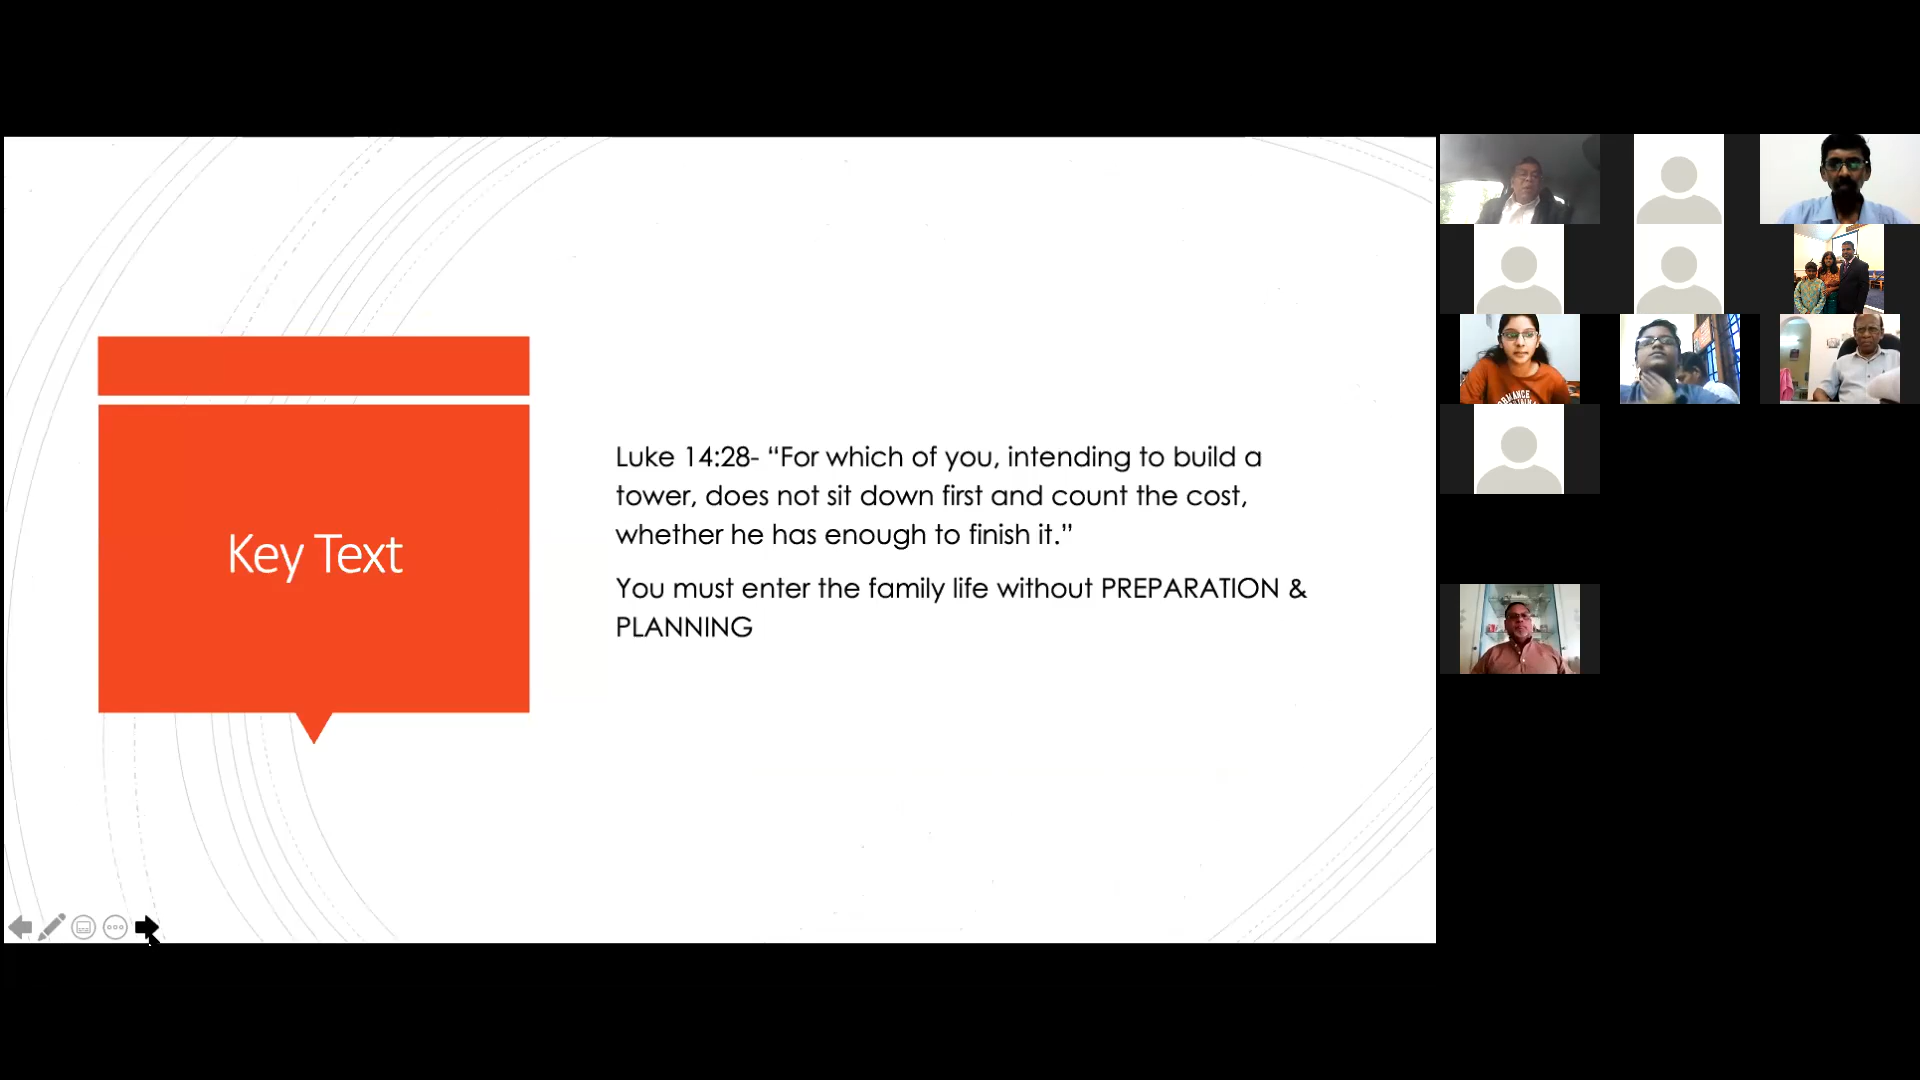 Key Text
Luke 14:28- “For which of you, intending to build a
tower, does not sit down first and count the cost,
whether he has enough to finish it.”
You must enter the family life without PREPARATION &
PLANNING